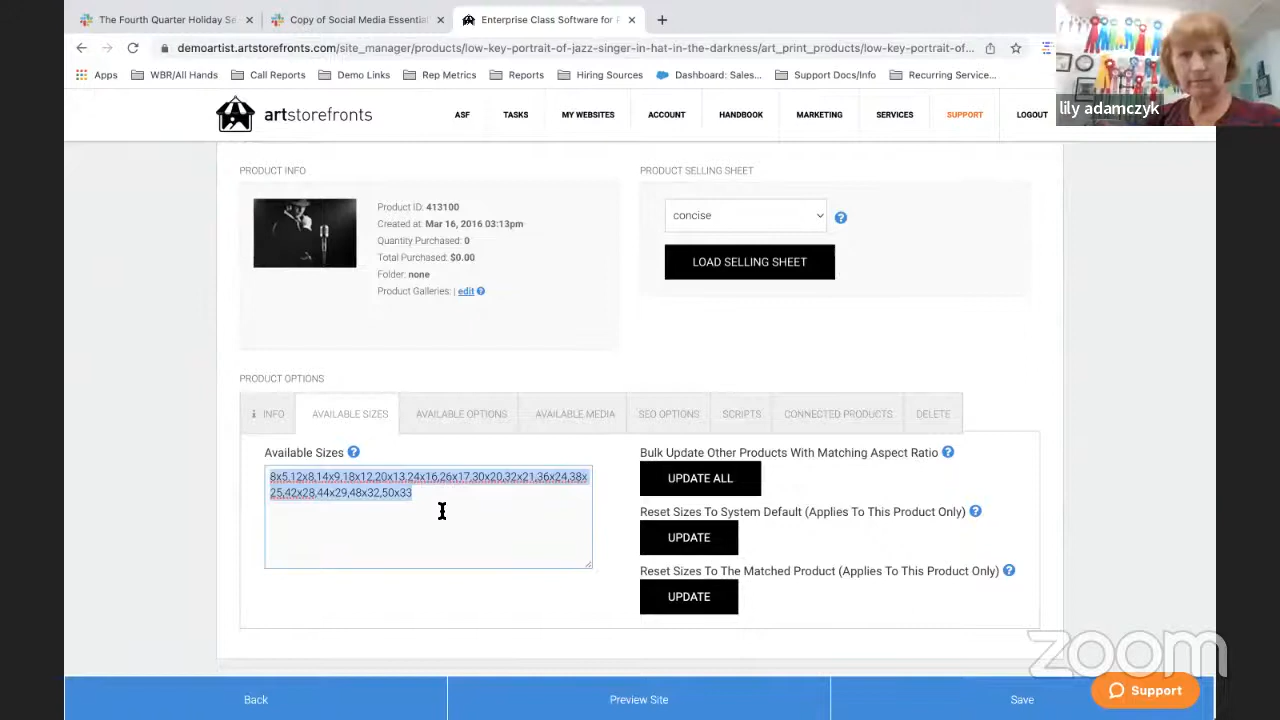 The Fourth Quarter Holiday Se
Copy of Social Media Essential
Enterprise Class Software for F
demoartist.artstorefronts.com/site_manager/products/low-key-portrait-of-jazz-singer-in-hat-in-the-darkness/art_print_products/low-key-portrait-of...
Apps WBR/All Hands Call Reports Demo Links Rep Metrics Reports Hiring Sources Dashboard: Sales... Support Docs/Info Recurring Service...
lily adamczyk
artstorefronts
ASF TASKS MY WEBSITES ACCOUNT HANDBOOK MARKETING SERVICES SUPPORT LOGOUT
PRODUCT INFO
Product ID: 413100
Created at: Mar 16, 2016 03:13pm
Quantity Purchased: 0
Total Purchased: $0.00
Folder: none
Product Galleries: | edit
PRODUCT SELLING SHEET
concise
LOAD SELLING SHEET
PRODUCT OPTIONS
INFO AVAILABLE SIZES AVAILABLE OPTIONS AVAILABLE MEDIA SEO OPTIONS SCRIPTS CONNECTED PRODUCTS DELETE
Available Sizes
8x5,12x8,14x9,18x12,20x13,24x16,26x17,30x20,32x21,36x24,38x
25,42x28,44x29,48x32,50x33
Bulk Update Other Products With Matching Aspect Ratio
UPDATE ALL
Reset Sizes To System Default (Applies To This Product Only)
UPDATE
Reset Sizes To The Matched Product (Applies To This Product Only)
UPDATE
zoom
Support
Back Preview Site Save